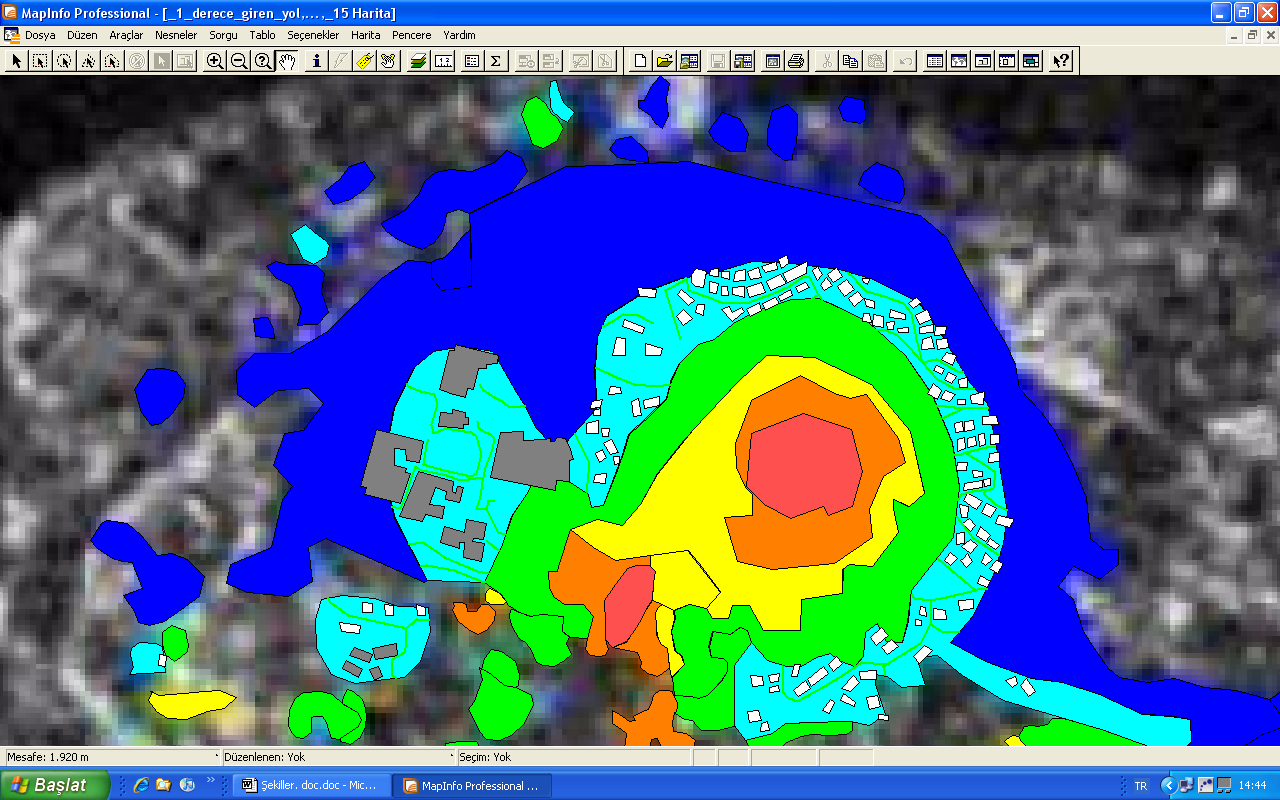 MapInfo Professional - [_1_derece_giren_yol,...,_15 Harita]
Dosya Düzen Araçlar Nesneler Sorgu Tablo Seçenekler Harita Pencere Yardım
Mesafe: 1.920 m Düzenlenen: Yok Seçim: Yok
Başlat Şekiller. doc.doc - Mic... MapInfo Professional ... TR 14:44